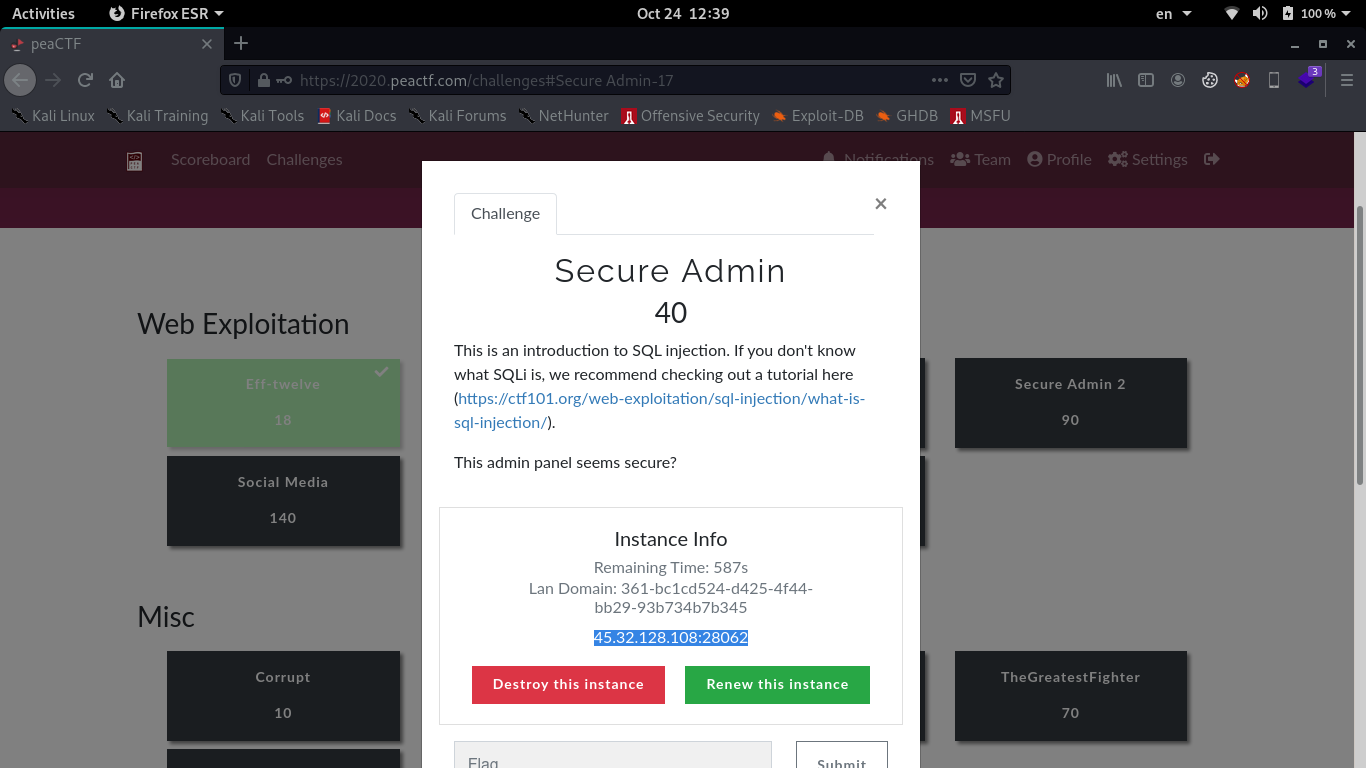 Activities Firefox ESR Oct 24 12:39 en 100 %
peaCTF
https://2020.peactf.com/challenges#Secure Admin-17
3
Kali Linux Kali Training Kali Tools Kali Docs Kali Forums NetHunter Offensive Security Exploit-DB GHDB MSFU
Scoreboard Challenges Notifications Team Profile Settings
Challenge
Secure Admin
40
This is an introduction to SQL injection. If you don't know
what SQLi is, we recommend checking out a tutorial here
(https://ctf101.org/web-exploitation/sql-injection/what-is-
sql-injection/).
This admin panel seems secure?
Instance Info
Remaining Time: 587s
Lan Domain: 361-bc1cd524-d425-4f44-
bb29-93b734b7b345
45.32.128.108:28062
Destroy this instance Renew this instance
Flag Submit
Web Exploitation
Eff-twelve
18
Secure Admin 2
90
Social Media
140
Misc
Corrupt
10
TheGreatestFighter
70